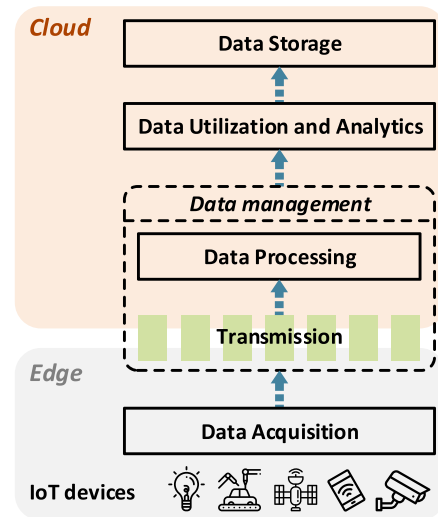 Cloud
Data Storage
Data Utilization and Analytics
Data management
Data Processing
Transmission
Edge
Data Acquisition
IoT devices